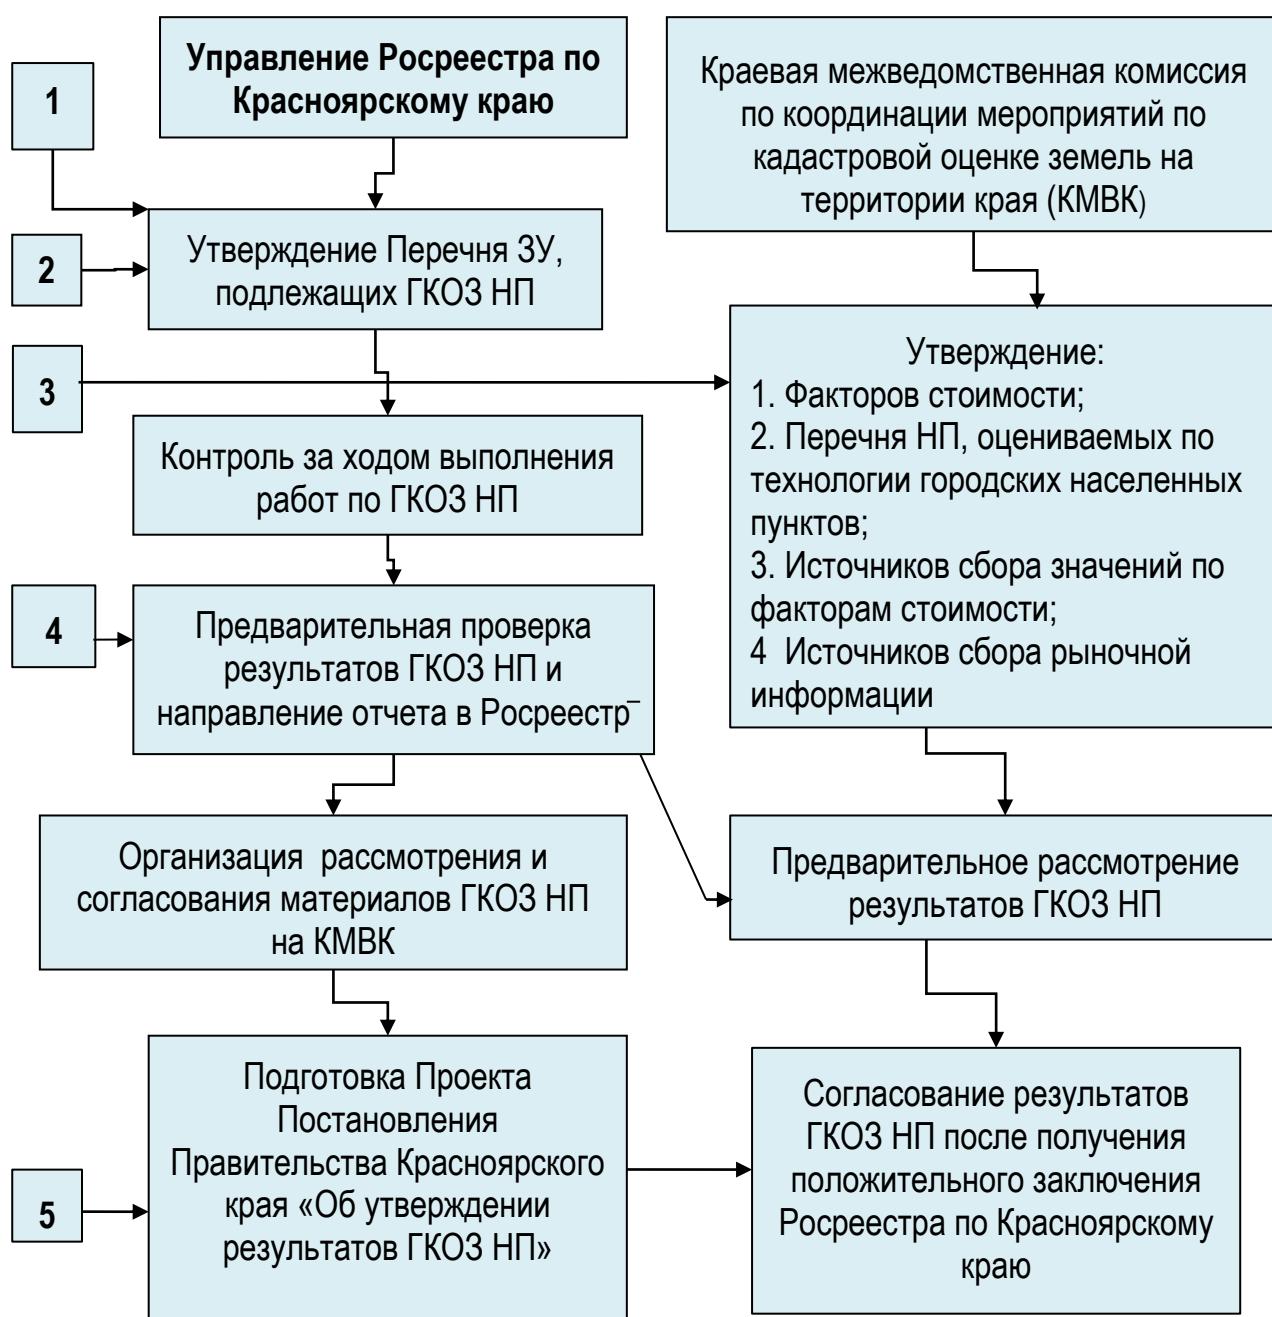 Управление Росреестра по
Красноярскому краю
Краевая межведомственная комиссия
по координации мероприятий по
кадастровой оценке земель на
территории края (КМВК)
1
Утверждение Перечня ЗУ,
подлежащих ГКОЗ НП
2
3
Утверждение:
1. Факторов стоимости;
2. Перечня НП, оцениваемых по
технологии городских населенных
пунктов;
3. Источников сбора значений по
факторам стоимости;
4 Источников сбора рыночной
информации
Контроль за ходом выполнения
работ по ГКОЗ НП
4
Предварительная проверка
результатов ГКОЗ НП и
направление отчета в Росреестр
Организация рассмотрения и
согласования материалов ГКОЗ НП
на КМВК
Предварительное рассмотрение
результатов ГКОЗ НП
5
Подготовка Проекта
Постановления
Правительства Красноярского
края «Об утверждении
результатов ГКОЗ НП»
Согласование результатов
ГКОЗ НП после получения
положительного заключения
Росреестра по Красноярскому
краю